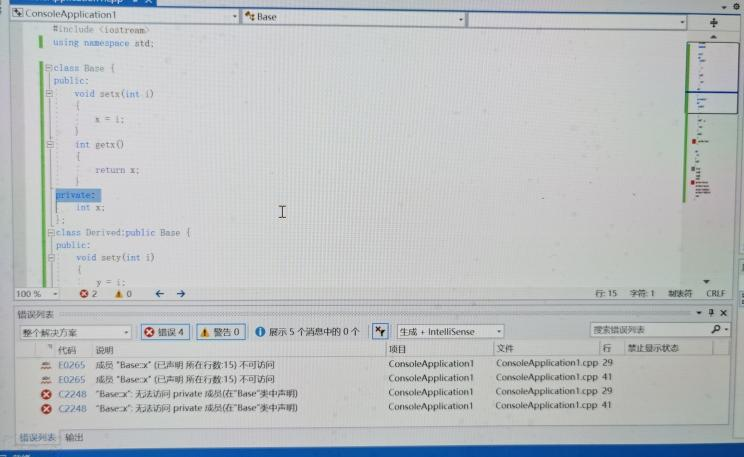 ConsoleApplication1
Base
#include <iostream>
using namespace std;
class Base {
public:
void setx(int i)
{
x = i;
}
int getx()
{
return x;
}
private:
int x;
};
class Derived:public Base {
public:
void sety(int i)
{
y = i;
100 %
2
0
行: 15
字符: 1
制表符
CRLF
错误列表
整个解决方案
错误 4
警告 0
展示 5 个消息中的 0 个
生成 + IntelliSense
搜索错误列表
代码 说明 项目 文件 行 禁止显示状态
abc E0265 成员 "Base::x" (已声明 所在行数:15) 不可访问 ConsoleApplication1 ConsoleApplication1.cpp 29
abc E0265 成员 "Base::x" (已声明 所在行数:15) 不可访问 ConsoleApplication1 ConsoleApplication1.cpp 41
C2248 "Base::x": 无法访问 private 成员(在"Base"类中声明) ConsoleApplication1 ConsoleApplication1.cpp 29
C2248 "Base::x": 无法访问 private 成员(在"Base"类中声明) ConsoleApplication1 ConsoleApplication1.cpp 41
错误列表 输出